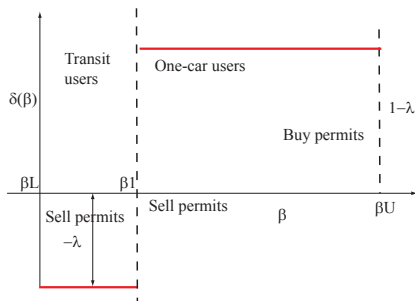 Transit
users
One-car users
δ(β)
1−λ
Buy permits
βL
β1
Sell permits
Sell permits
−λ
β
βU